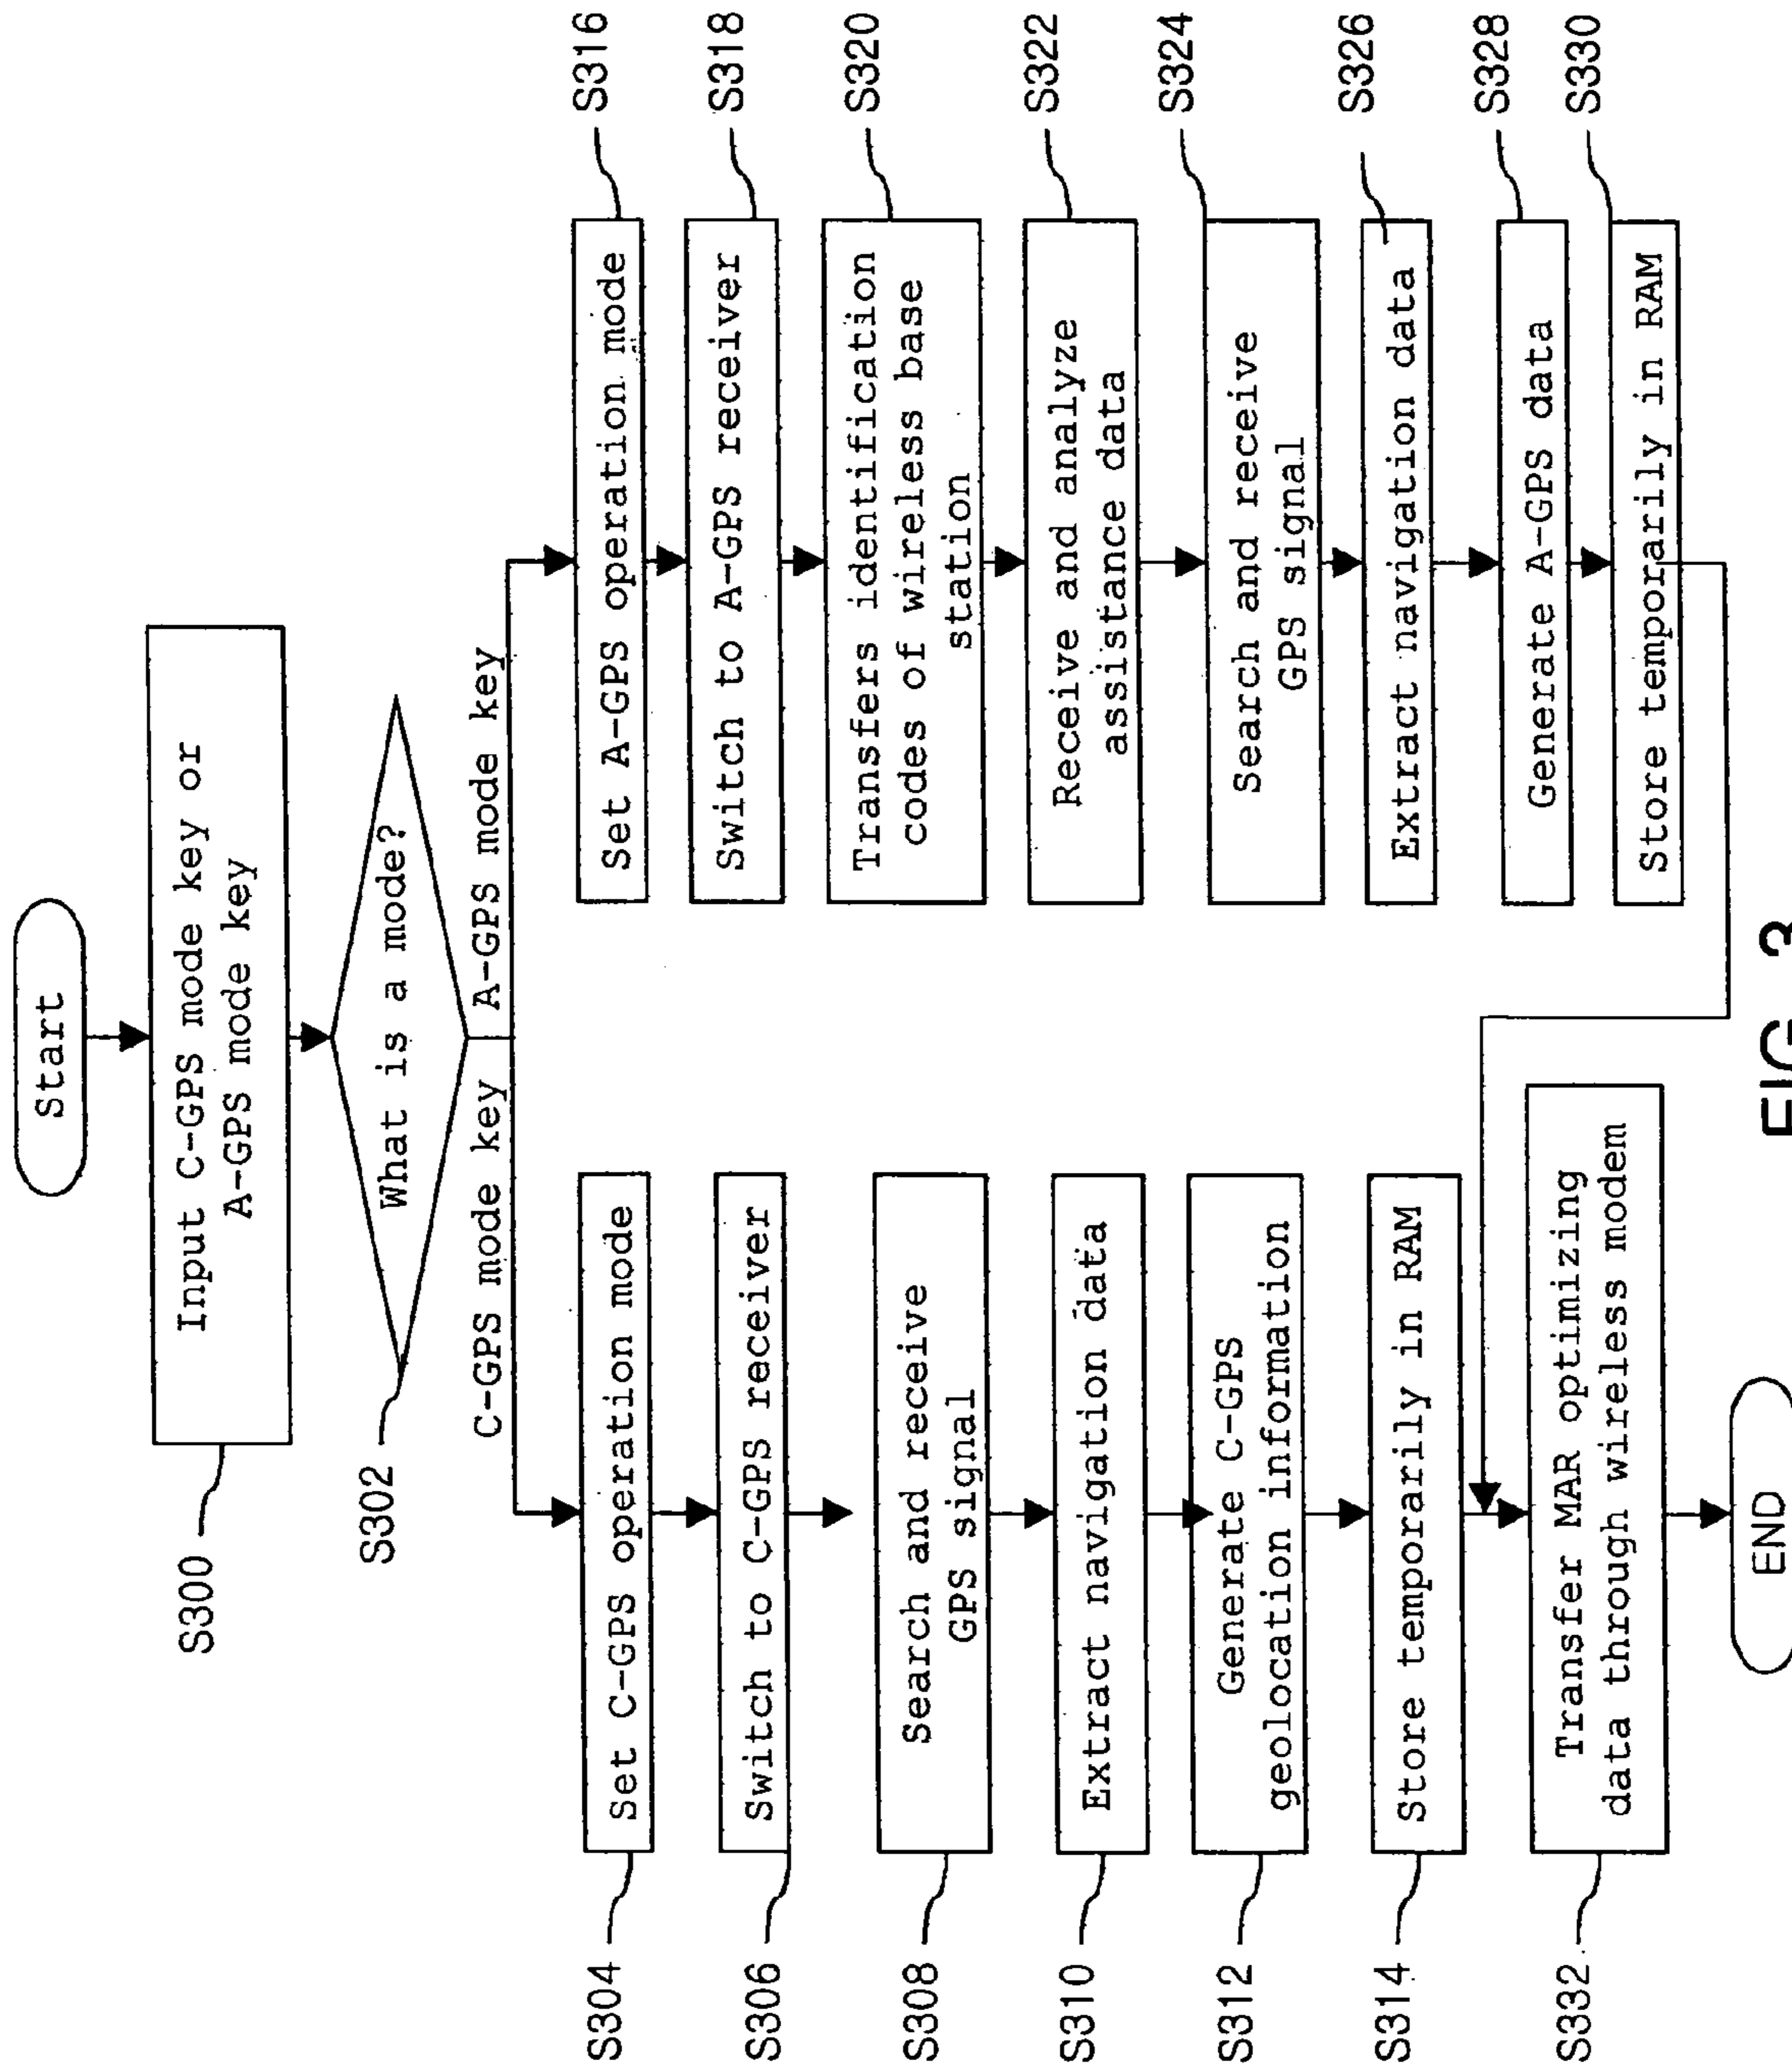 Start
Input C-GPS mode key or
A-GPS mode key
S300
What is a mode?
S302
C-GPS mode key
A-GPS mode key
Set C-GPS operation mode
S304
Switch to C-GPS receiver
S306
Search and receive
GPS signal
S308
Extract navigation data
S310
Generate C-GPS
geolocation information
S312
Store temporarily in RAM
S314
Set A-GPS operation mode
S316
Switch to A-GPS receiver
S318
Transfers identification
codes of wireless base
station
S320
Receive and analyze
assistance data
S322
Search and receive
GPS signal
S324
Extract navigation data
S326
Generate A-GPS data
S328
Store temporarily in RAM
S330
Transfer MAR optimizing
data through wireless modem
S332
END
FIG 3